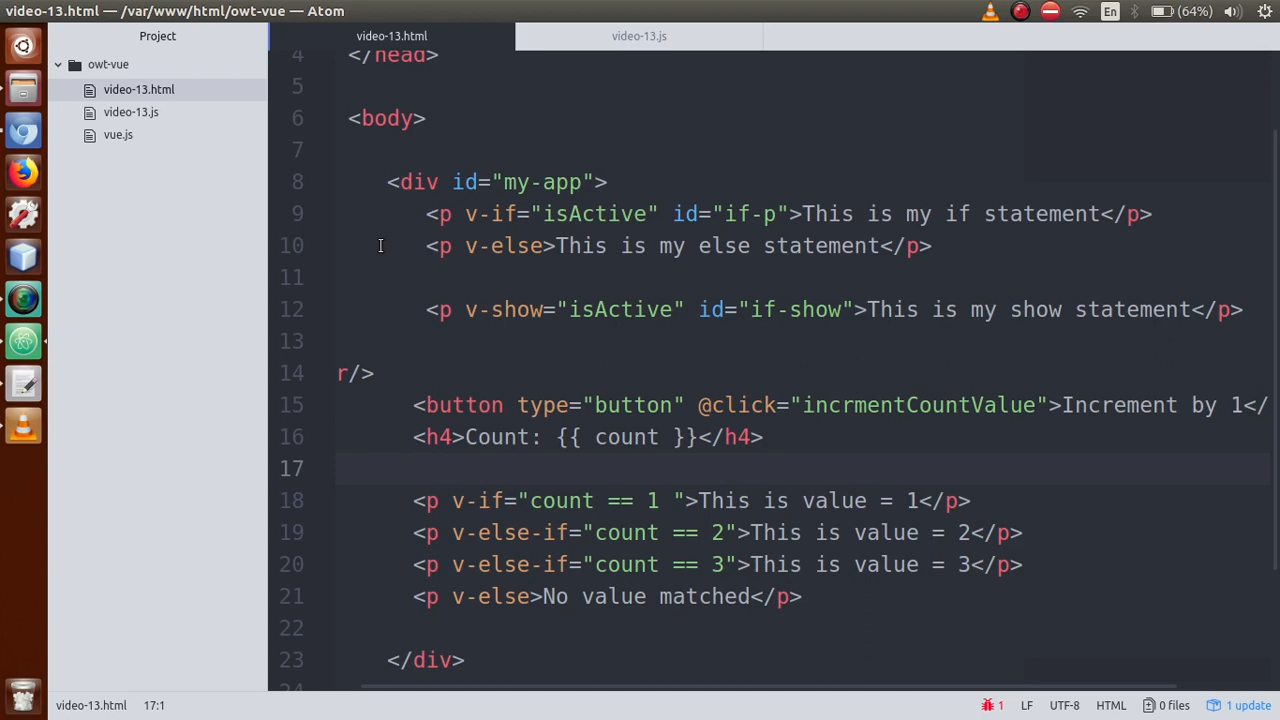 video-13.html — /var/www/html/owt-vue — Atom
En
(64%)
Project
video-13.html
video-13.js
owt-vue
video-13.html
video-13.js
vue.js
4 </head>
5
6 <body>
7
8 <div id="my-app">
9 <p v-if="isActive" id="if-p">This is my if statement</p>
10 <p v-else>This is my else statement</p>
11
12 <p v-show="isActive" id="if-show">This is my show statement</p>
13
14 r/>
15 <button type="button" @click="incrmentCountValue">Increment by 1</
16 <h4>Count: {{ count }}</h4>
17
18 <p v-if="count == 1 ">This is value = 1</p>
19 <p v-else-if="count == 2">This is value = 2</p>
20 <p v-else-if="count == 3">This is value = 3</p>
21 <p v-else>No value matched</p>
22
23 </div>
24
video-13.html 17:1
1 LF UTF-8 HTML 0 files 1 update